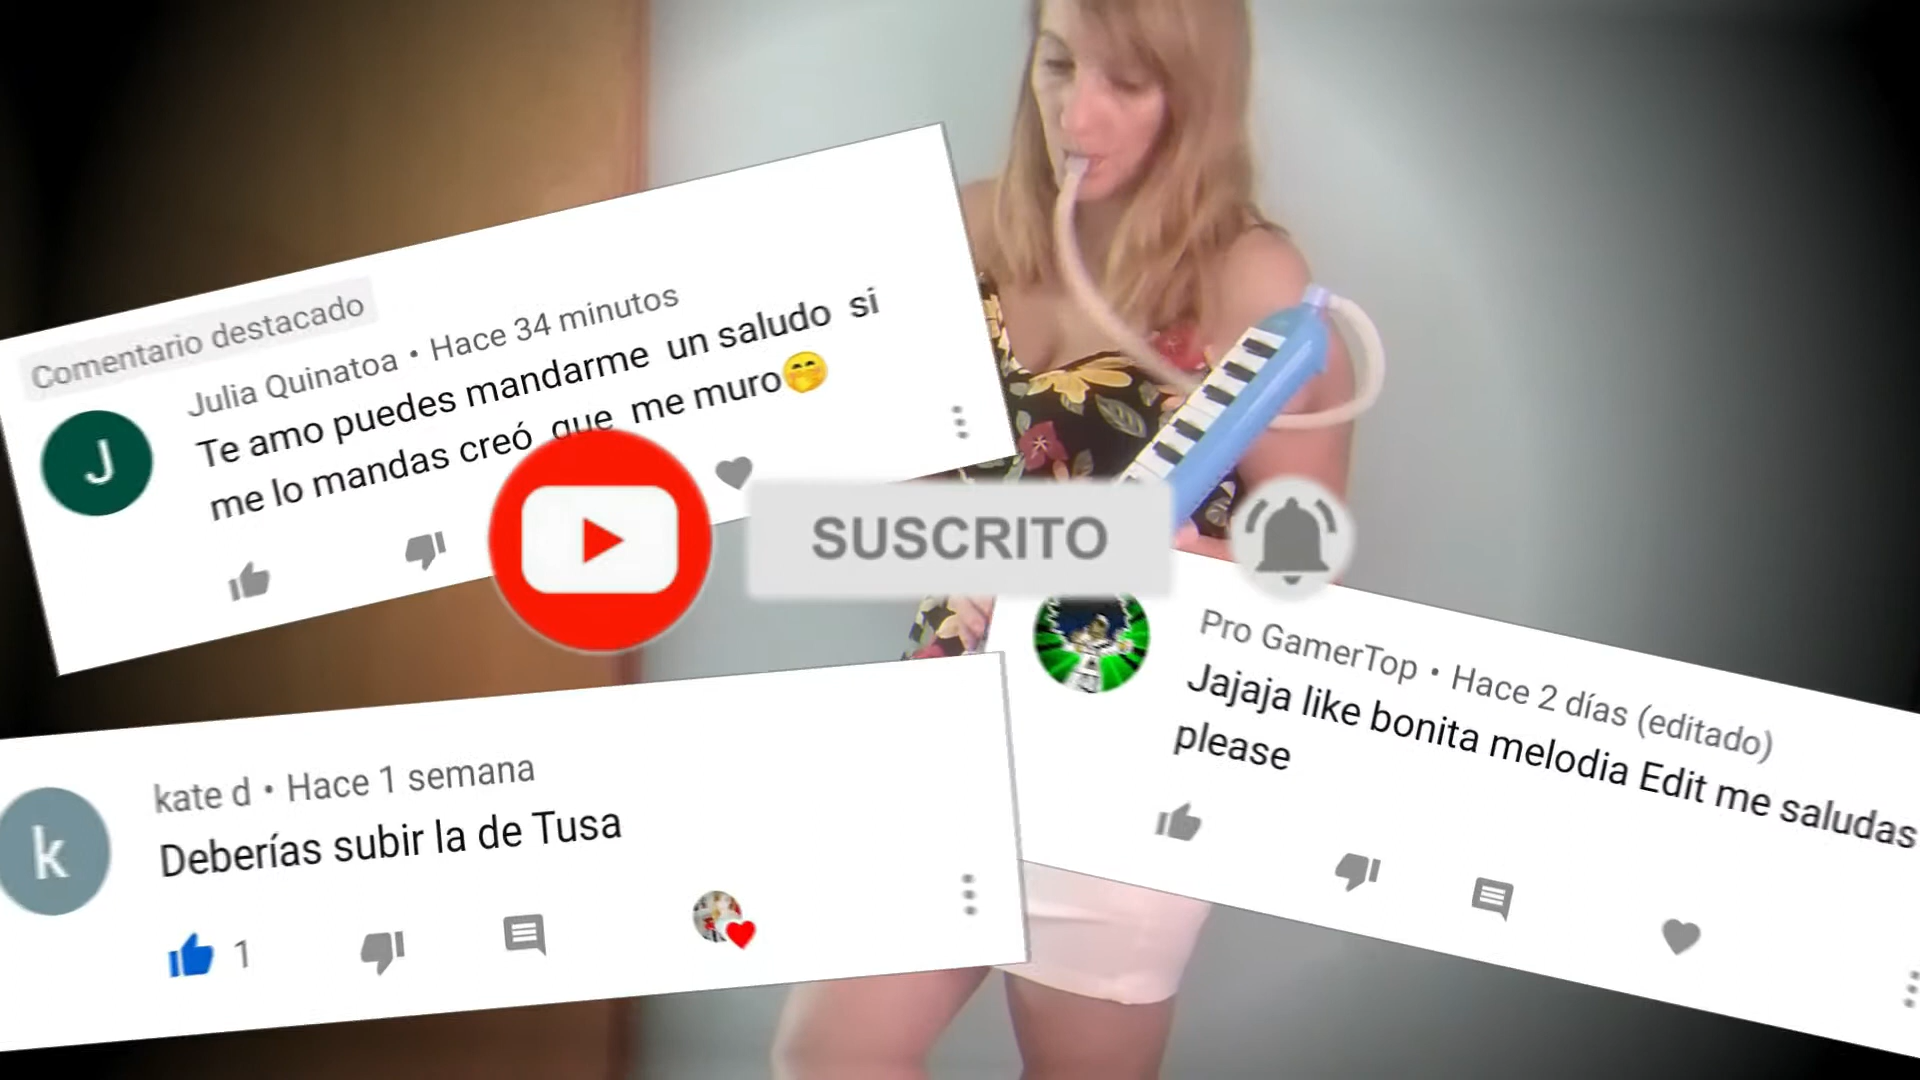 Comentario destacado
Julia Quinatoa • Hace 34 minutos
Te amo puedes mandarme un saludo si
me lo mandas creó que me muro🤭
J
SUSCRITO
Pro GamerTop • Hace 2 días (editado)
Jajaja like bonita melodia Edit me saludas
please
kate d • Hace 1 semana
k
Deberías subir la de Tusa
1